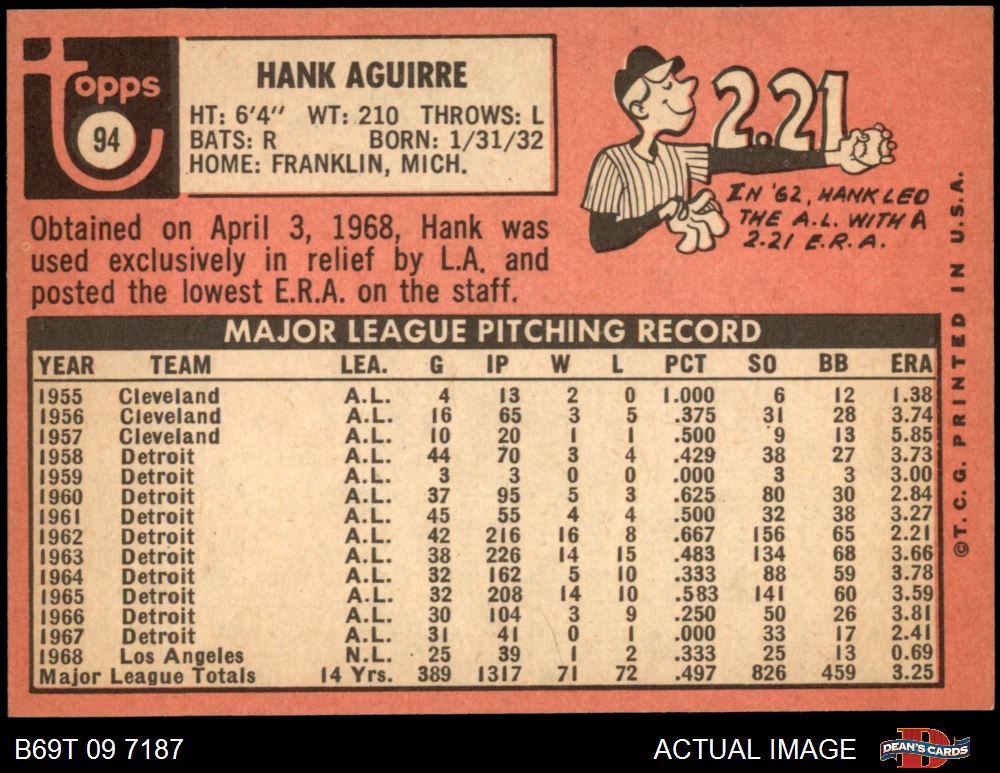 Topps
94
HANK AGUIRRE
HT: 6'4" WT: 210 THROWS: L
BATS: R BORN: 1/31/32
HOME: FRANKLIN, MICH.
2.21
IN '62, HANK LED
THE A.L. WITH A
2.21 E.R.A.
Obtained on April 3, 1968, Hank was
used exclusively in relief by L.A. and
posted the lowest E.R.A. on the staff.
MAJOR LEAGUE PITCHING RECORD
YEAR TEAM LEA. G IP W L PCT SO BB ERA
1955 Cleveland A.L. 4 13 2 0 1.000 6 12 1.38
1956 Cleveland A.L. 16 65 3 5 .375 31 28 3.74
1957 Cleveland A.L. 10 20 1 1 .500 9 13 5.85
1958 Detroit A.L. 44 70 3 4 .429 38 27 3.73
1959 Detroit A.L. 3 3 0 0 .000 3 3 3.00
1960 Detroit A.L. 37 95 5 3 .625 80 30 2.84
1961 Detroit A.L. 45 55 4 4 .500 32 38 3.27
1962 Detroit A.L. 42 216 16 8 .667 156 65 2.21
1963 Detroit A.L. 38 226 14 15 .483 134 68 3.66
1964 Detroit A.L. 32 162 5 10 .333 88 59 3.78
1965 Detroit A.L. 32 208 14 10 .583 141 60 3.59
1966 Detroit A.L. 30 104 3 9 .250 50 26 3.81
1967 Detroit A.L. 31 41 0 1 .000 33 17 2.41
1968 Los Angeles N.L. 25 39 1 2 .333 25 13 0.69
Major League Totals 14 Yrs. 389 1317 71 72 .497 826 459 3.25
©T.C.G. PRINTED IN U.S.A.
B69T 09 7187
ACTUAL IMAGE
DEAN'S CARDS